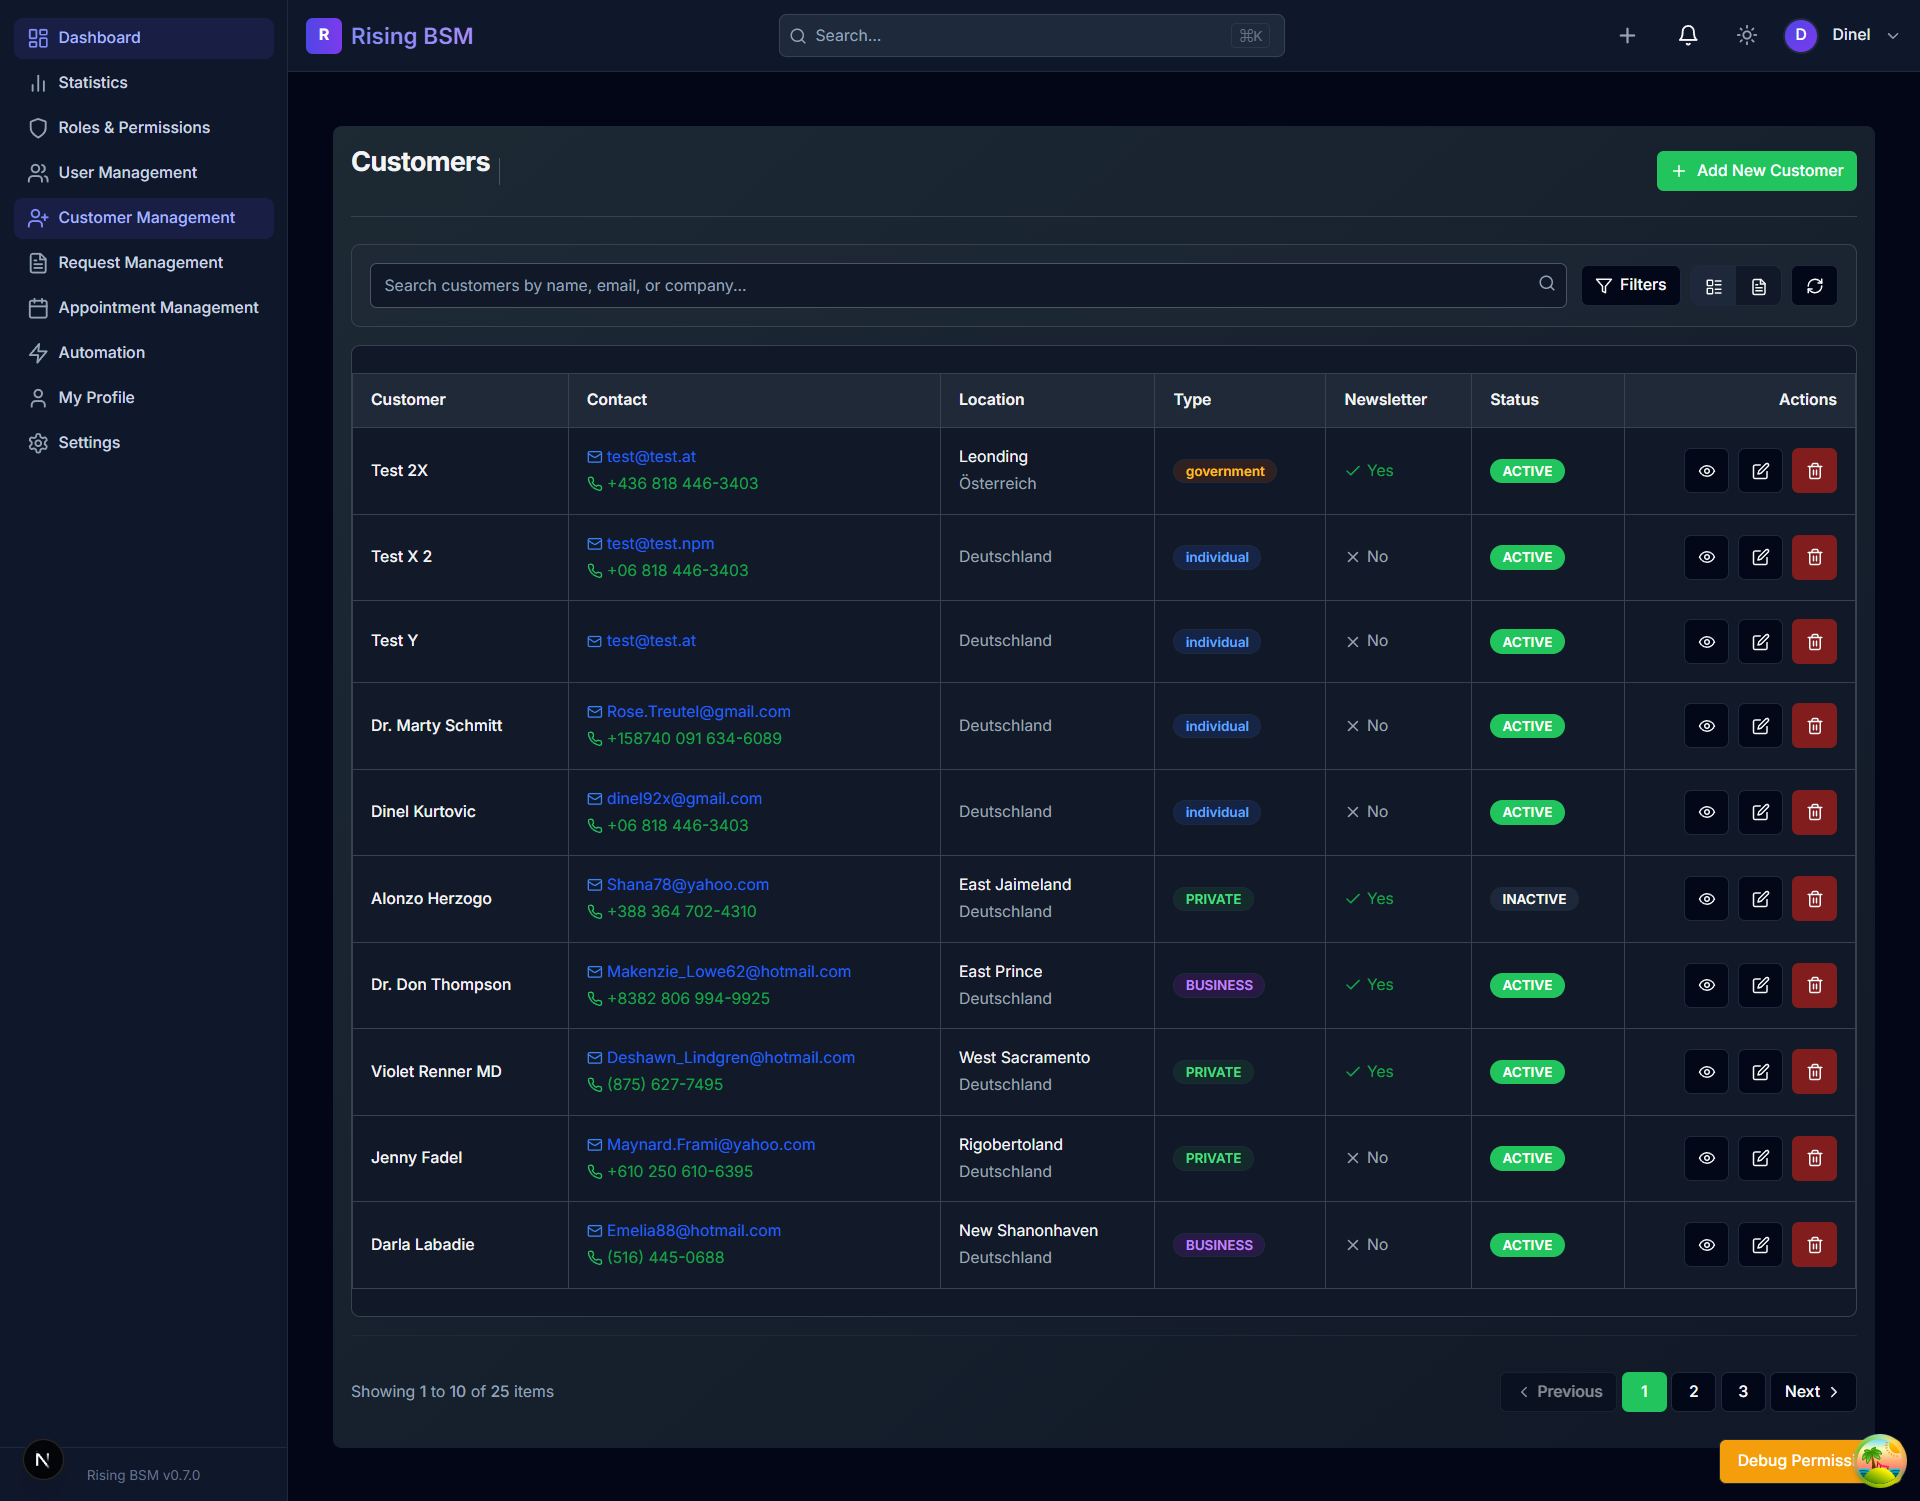 Dashboard
Statistics
Roles & Permissions
User Management
Customer Management
Request Management
Appointment Management
Automation
My Profile
Settings
N
Rising BSM v0.7.0
R Rising BSM
Search... ⌘K
D Dinel
Customers
Add New Customer
Search customers by name, email, or company...
Filters
Customer Contact Location Type Newsletter Status Actions
Test 2X test@test.at +436 818 446-3403 Leonding Österreich government Yes ACTIVE
Test X 2 test@test.npm +06 818 446-3403 Deutschland individual No ACTIVE
Test Y test@test.at Deutschland individual No ACTIVE
Dr. Marty Schmitt Rose.Treutel@gmail.com +158740 091 634-6089 Deutschland individual No ACTIVE
Dinel Kurtovic dinel92x@gmail.com +06 818 446-3403 Deutschland individual No ACTIVE
Alonzo Herzogo Shana78@yahoo.com +388 364 702-4310 East Jaimeland Deutschland PRIVATE Yes INACTIVE
Dr. Don Thompson Makenzie_Lowe62@hotmail.com +8382 806 994-9925 East Prince Deutschland BUSINESS Yes ACTIVE
Violet Renner MD Deshawn_Lindgren@hotmail.com (875) 627-7495 West Sacramento Deutschland PRIVATE Yes ACTIVE
Jenny Fadel Maynard.Frami@yahoo.com +610 250 610-6395 Rigobertoland Deutschland PRIVATE No ACTIVE
Darla Labadie Emelia88@hotmail.com (516) 445-0688 New Shanonhaven Deutschland BUSINESS No ACTIVE
Showing 1 to 10 of 25 items
Previous 1 2 3 Next
Debug Permissi